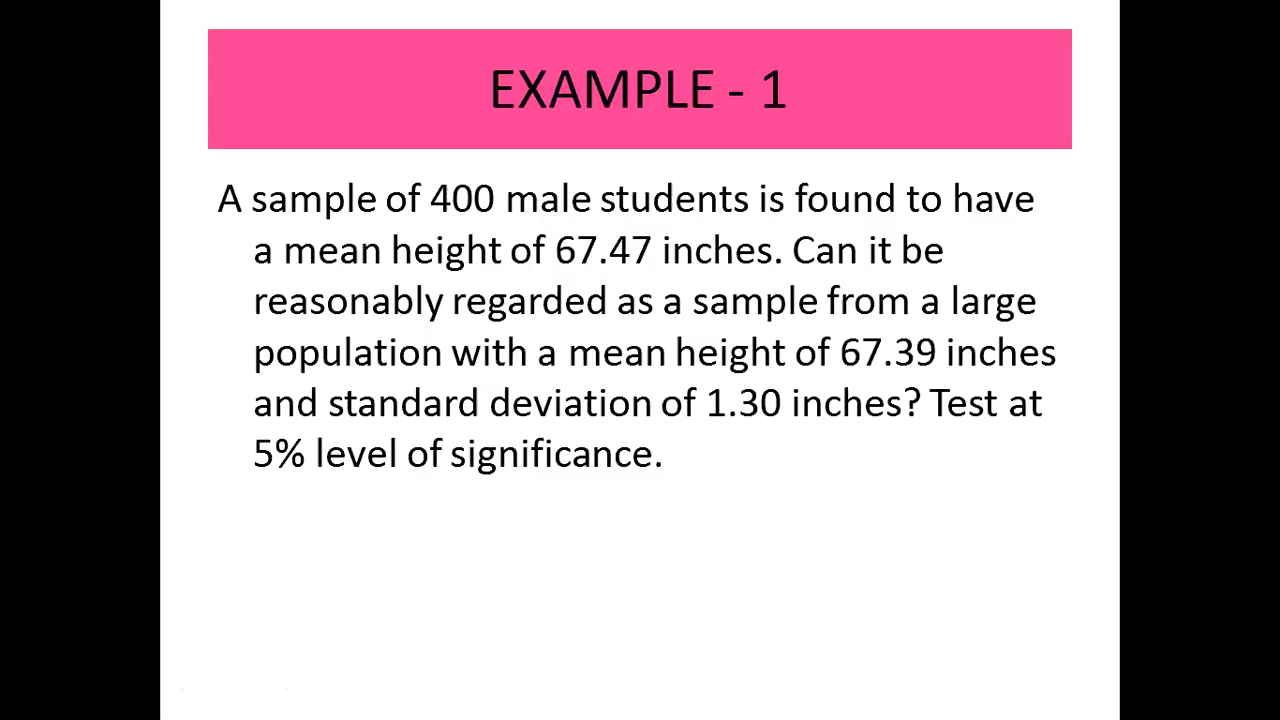 EXAMPLE - 1
A sample of 400 male students is found to have
a mean height of 67.47 inches. Can it be
reasonably regarded as a sample from a large
population with a mean height of 67.39 inches
and standard deviation of 1.30 inches? Test at
5% level of significance.